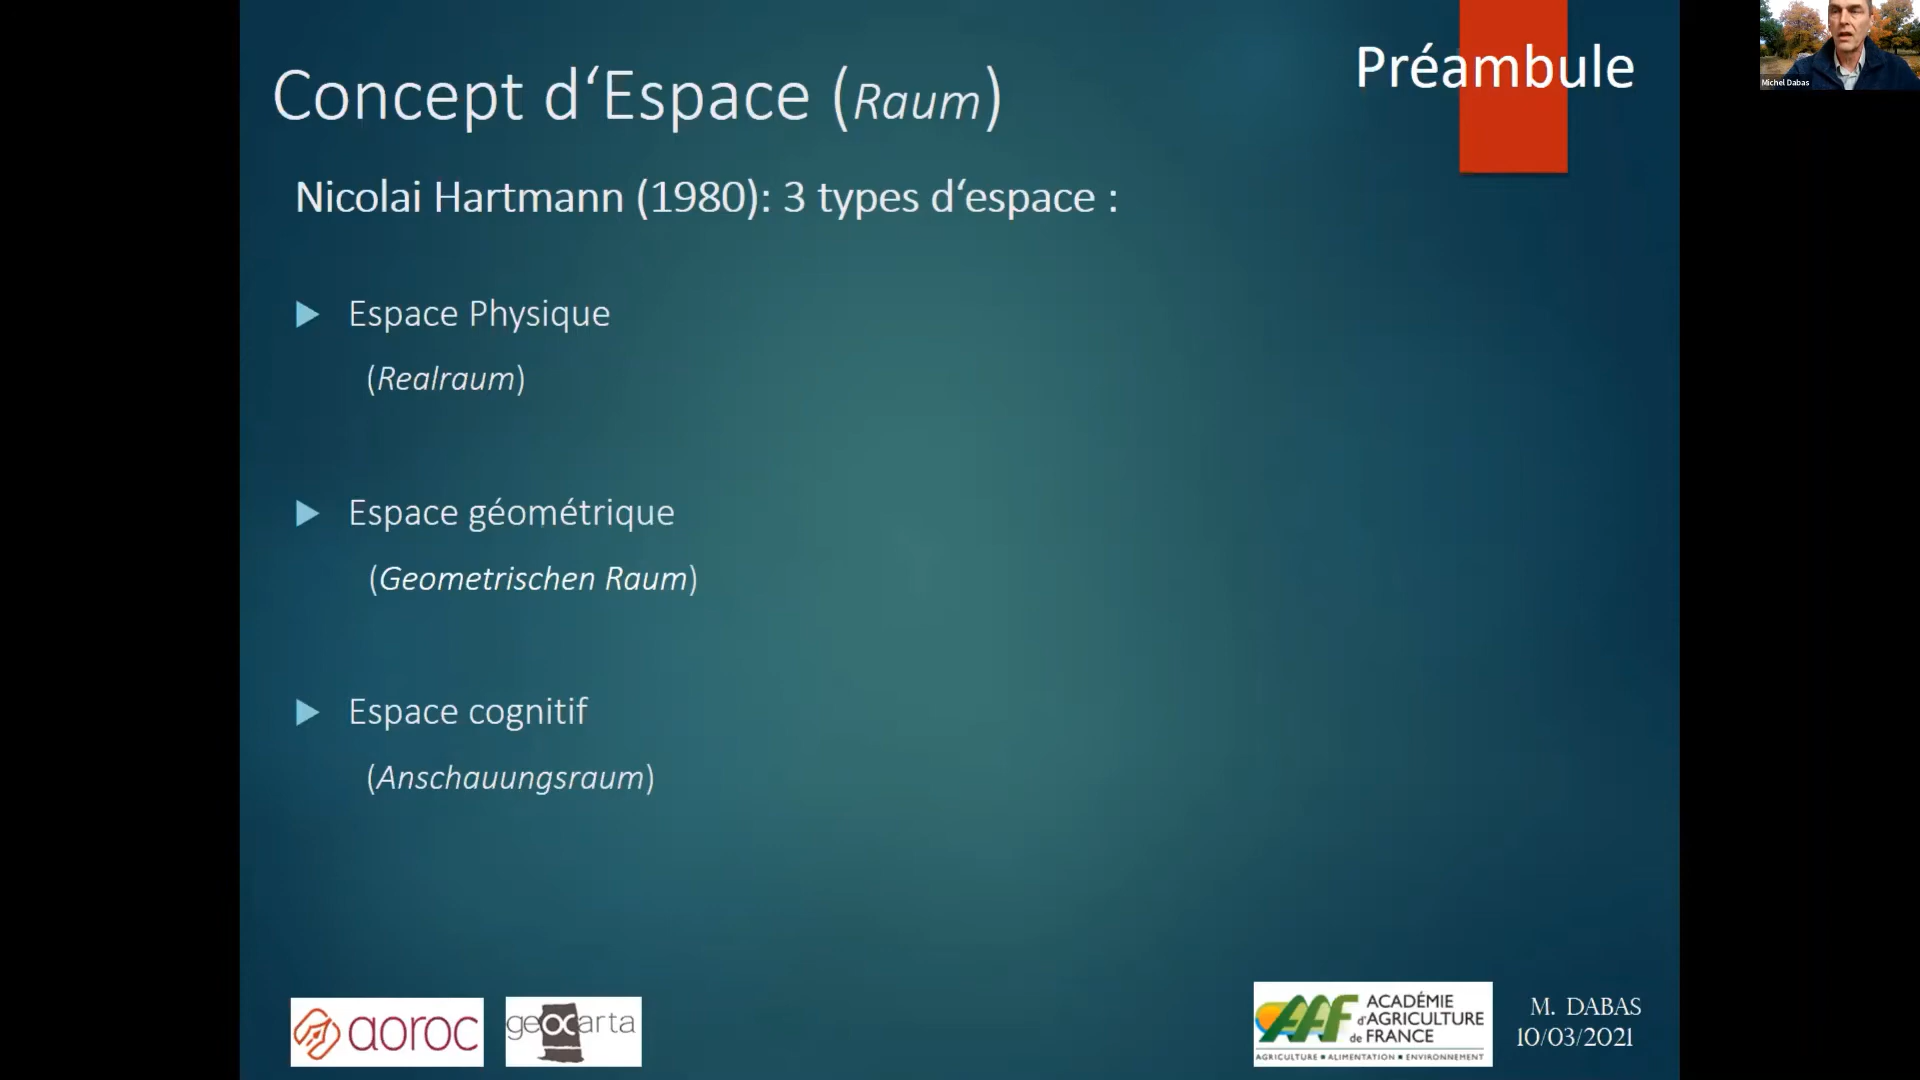 Concept d‘Espace (Raum)
Préambule
Michel Dabas
Nicolai Hartmann (1980): 3 types d‘espace :
Espace Physique
(Realraum)
Espace géométrique
(Geometrischen Raum)
Espace cognitif
(Anschauungsraum)
aoroc
geocarta
AAF
ACADÉMIE
d'AGRICULTURE
de FRANCE
AGRICULTURE ■ ALIMENTATION ■ ENVIRONNEMENT
M. DABAS
10/03/2021